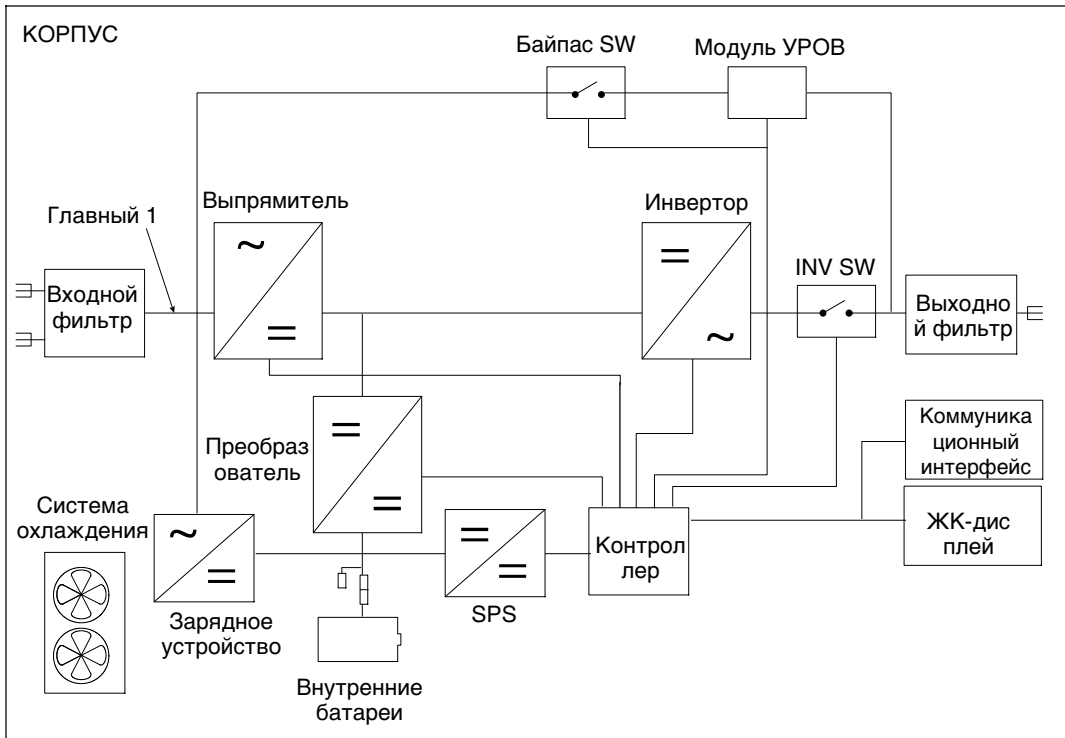 КОРПУС
Байпас SW
Модуль УРОВ
Главный 1
Выпрямитель
Инвертор
INV SW
Входной
фильтр
Выходно
й фильтр
Преобраз
ователь
Коммуника
ционный
интерфейс
Система
охлаждения
Контрол
лер
ЖК-дис
плей
Зарядное
устройство
SPS
Внутренние
батареи